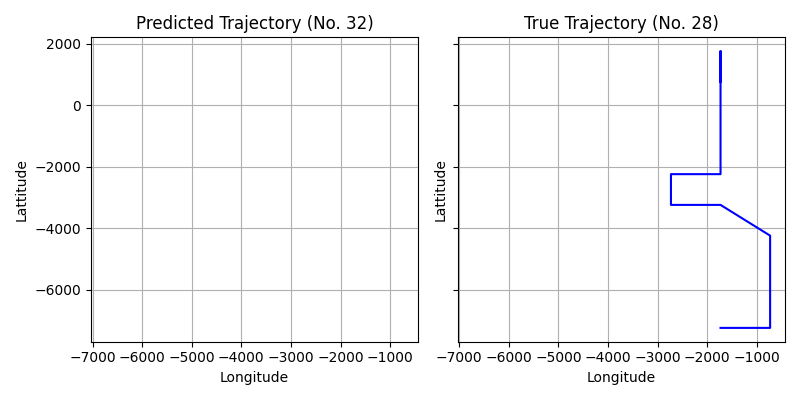 Predicted Trajectory (No. 32)
True Trajectory (No. 28)
2000
0
−2000
−4000
−6000
Lattitude
Lattitude
−7000 −6000 −5000 −4000 −3000 −2000 −1000
−7000 −6000 −5000 −4000 −3000 −2000 −1000
Longitude
Longitude